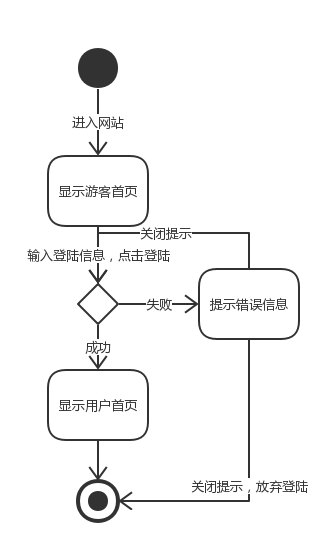 进入网站
显示游客首页
关闭提示
输入登陆信息，点击登陆
失败
提示错误信息
成功
显示用户首页
关闭提示，放弃登陆